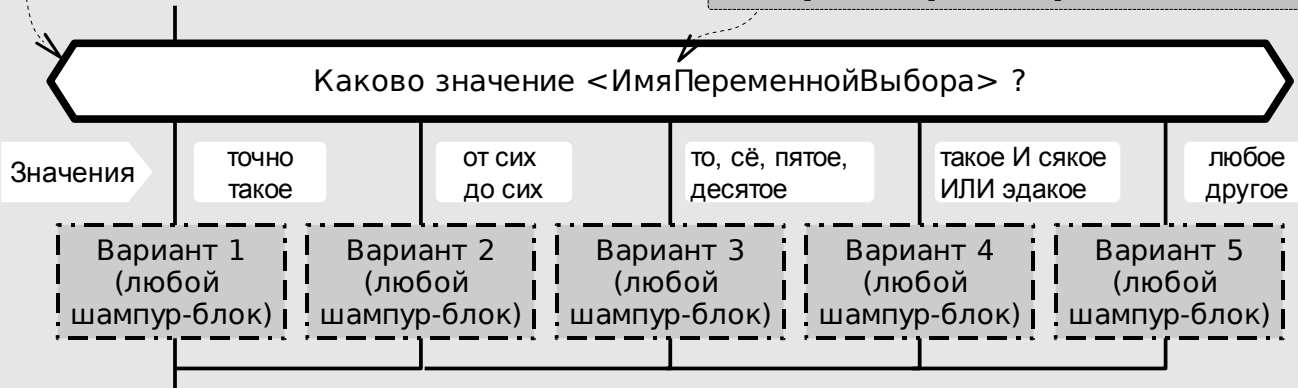 Каково значение <ИмяПеременнойВыбора> ?
Значения
точно
такое
от сих
до сих
то, сё, пятое,
десятое
такое И сякое
ИЛИ эдакое
любое
другое
Вариант 1
(любой
шампур-блок)
Вариант 2
(любой
шампур-блок)
Вариант 3
(любой
шампур-блок)
Вариант 4
(любой
шампур-блок)
Вариант 5
(любой
шампур-блок)